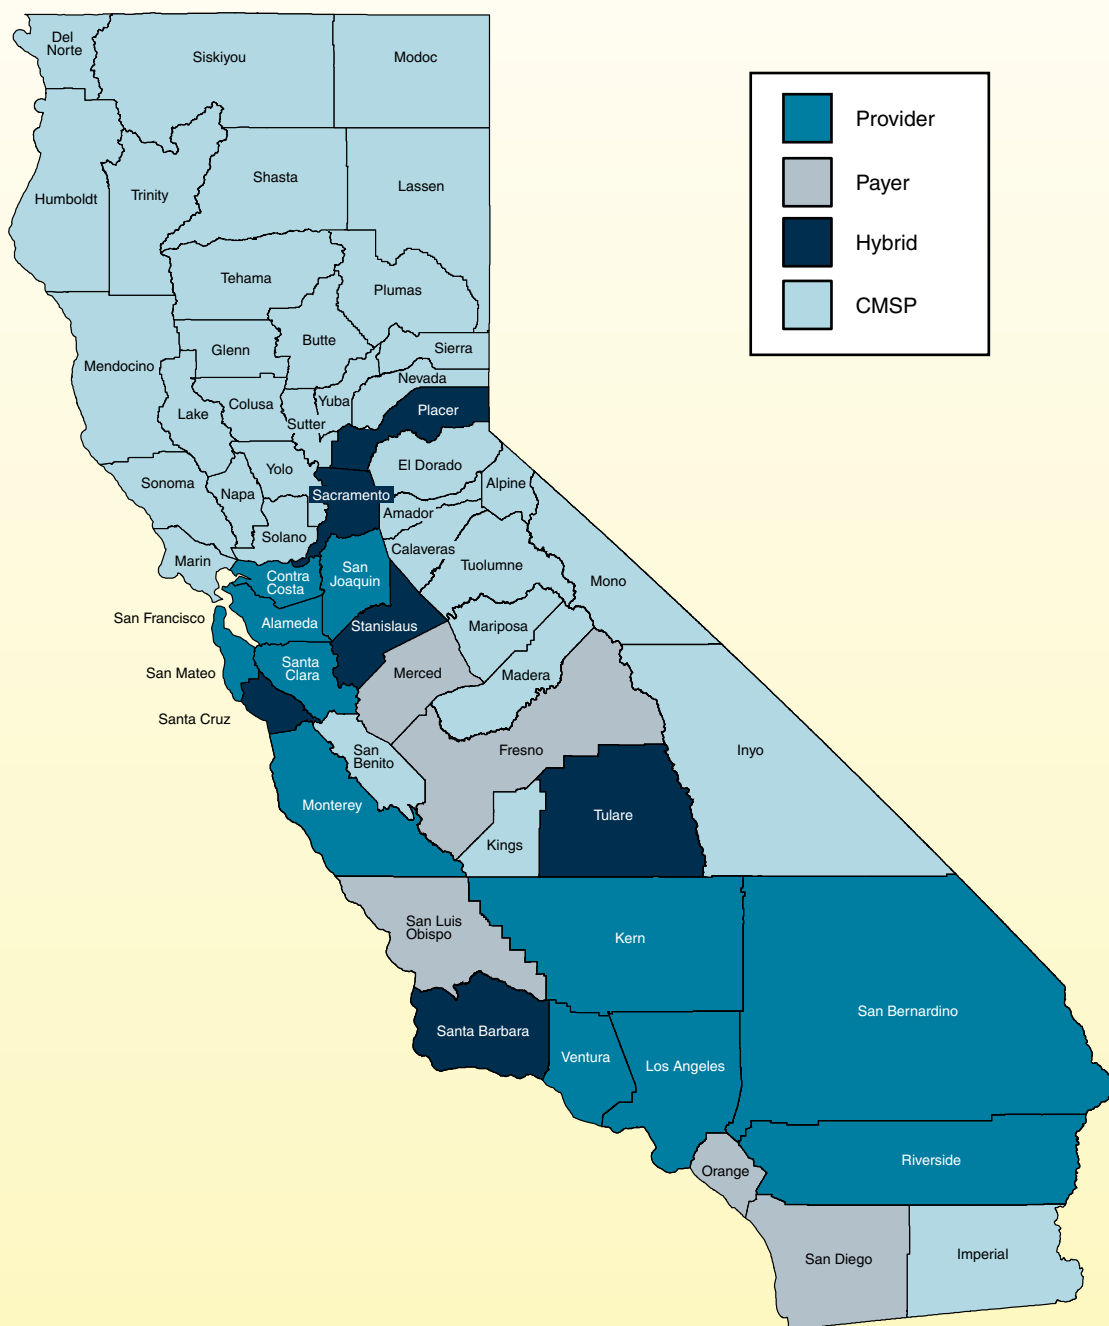 Del
Norte
Siskiyou
Modoc
Provider
Payer
Hybrid
CMSP
Humboldt
Trinity
Shasta
Lassen
Tehama
Plumas
Mendocino
Glenn
Butte
Sierra
Nevada
Lake
Colusa
Yuba
Placer
Sutter
Sonoma
Napa
Yolo
El Dorado
Alpine
Sacramento
Amador
Solano
Marin
Calaveras
Tuolumne
Mono
Contra
Costa
San
Joaquin
San Francisco
Alameda
Stanislaus
Mariposa
San Mateo
Santa
Clara
Merced
Madera
Santa Cruz
San
Benito
Fresno
Inyo
Monterey
Kings
Tulare
San Luis
Obispo
Kern
San Bernardino
Santa Barbara
Ventura
Los Angeles
Orange
Riverside
San Diego
Imperial